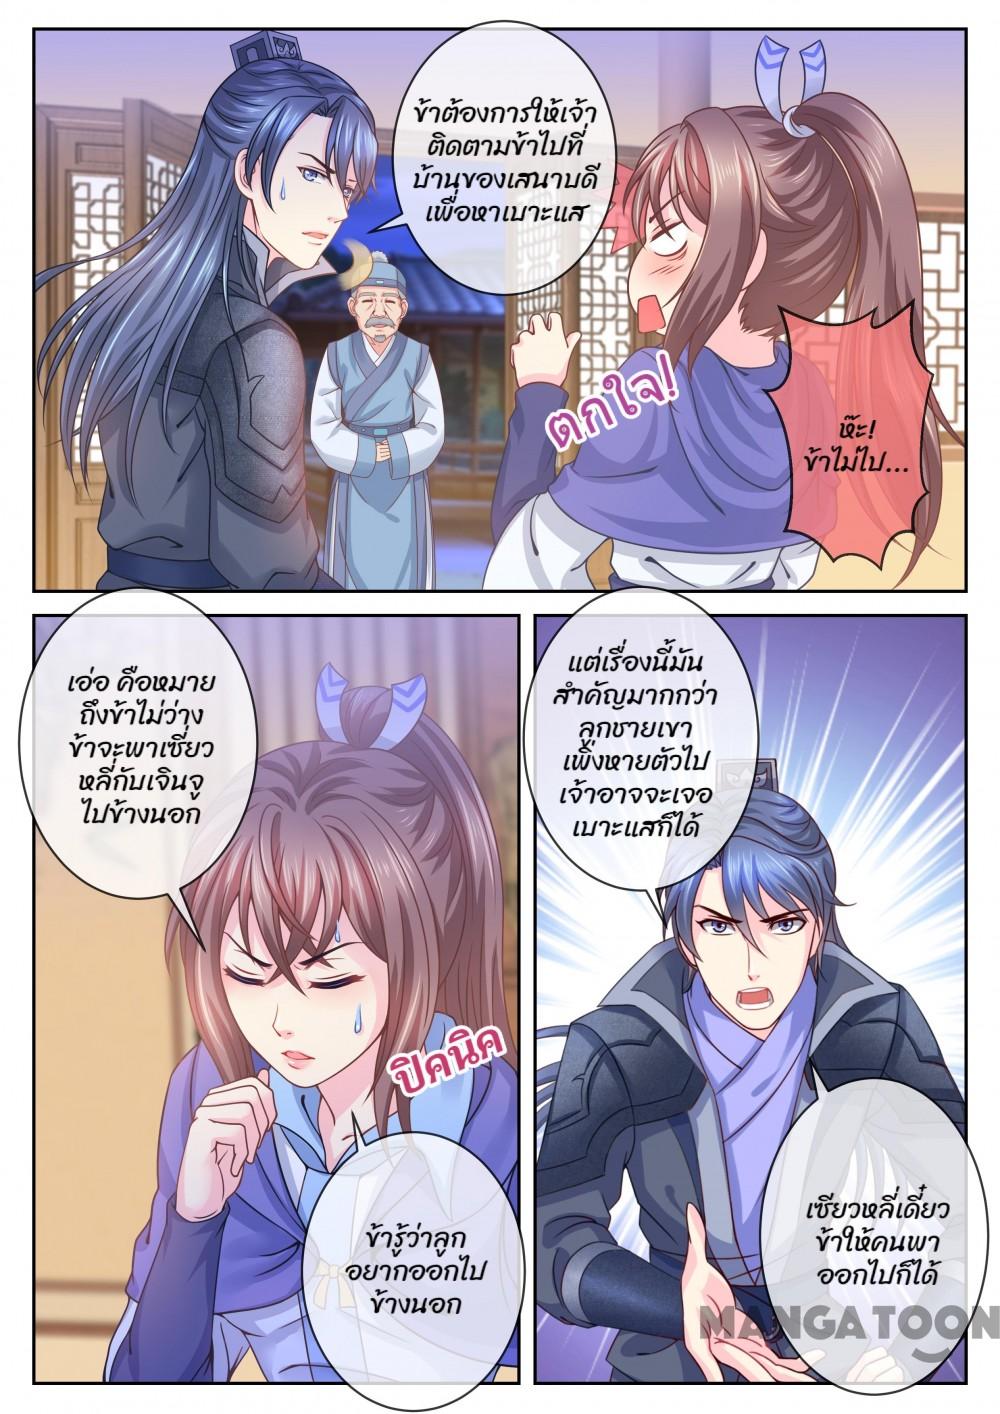 ข้าต้องการให้เจ้า
ติดตามข้าไปที่
บ้านของเสนาบดี
เพื่อหาเบาะแส
ตกใจ!
ห๊ะ!
ข้าไม่ไป...
เอ่อ คือหมาย
ถึงข้าไม่ว่าง
ข้าจะพาเซี่ยว
หลี่กับเจินจู
ไปข้างนอก
ปิคนิค
ข้ารู้ว่าลูก
อยากออกไป
ข้างนอก
แต่เรื่องนี้มัน
สำคัญมากกว่า
ลูกชายเขา
เพิ่งหายตัวไป
เจ้าอาจจะเจอ
เบาะแสก็ได้
เซียวหลี่เดี๋ยว
ข้าให้คนพา
ออกไปก็ได้
MANGATOON